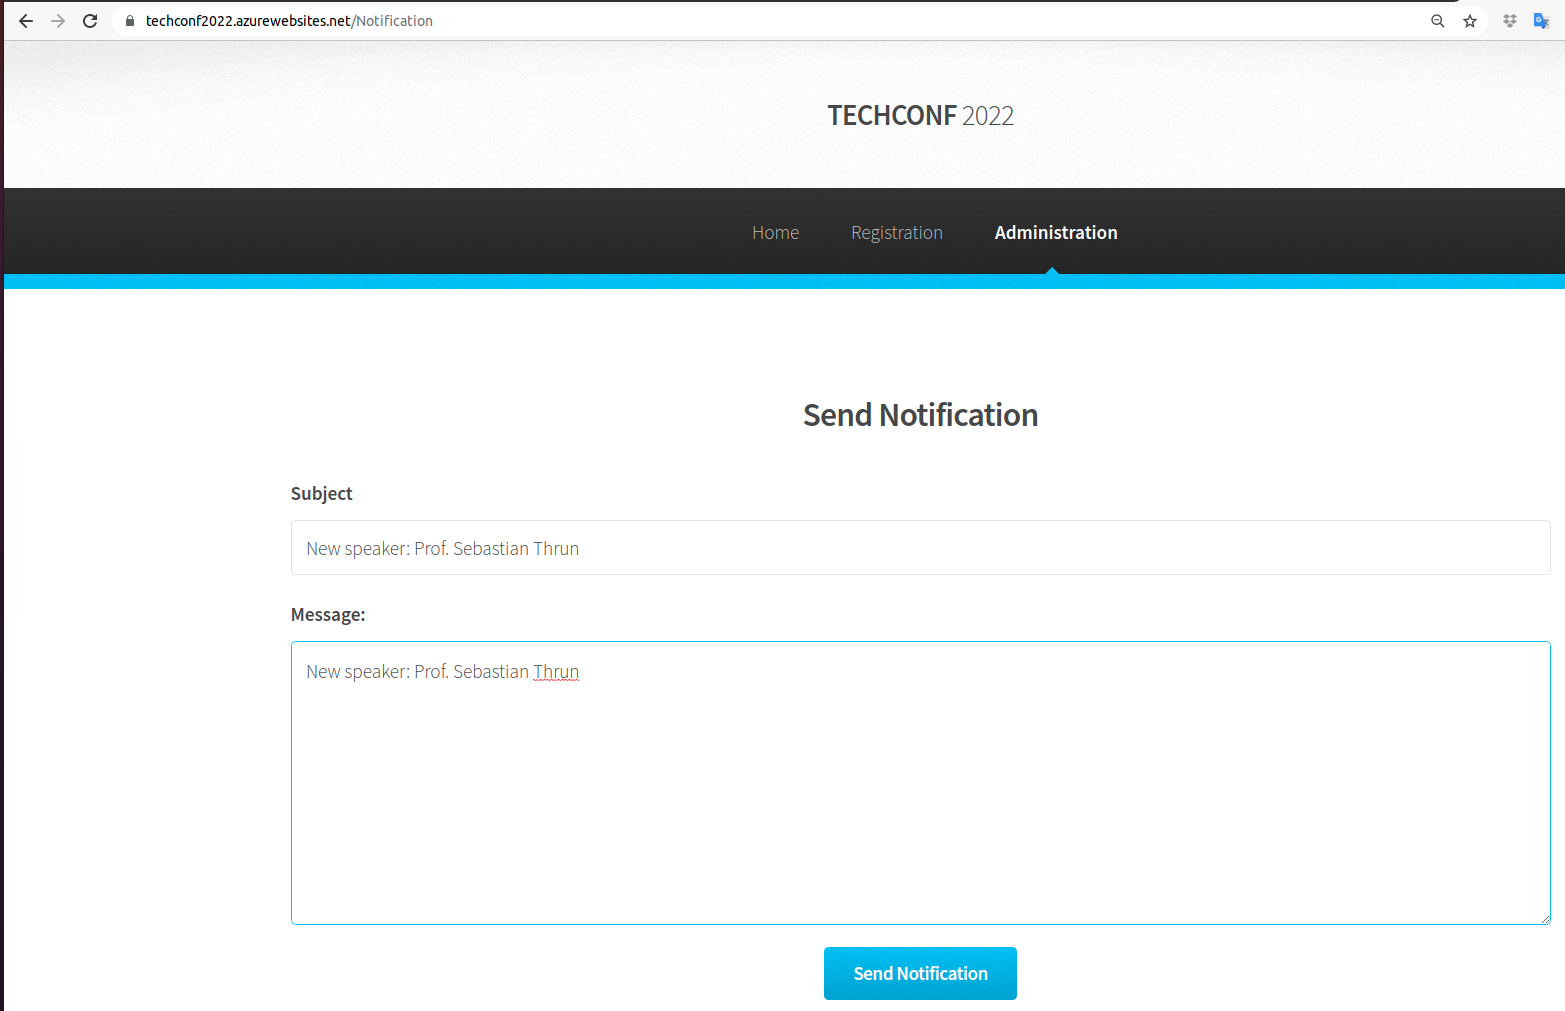 techconf2022.azurewebsites.net/Notification
TECHCONF 2022
Home Registration Administration
Send Notification
Subject
New speaker: Prof. Sebastian Thrun
Message:
New speaker: Prof. Sebastian Thrun
Send Notification